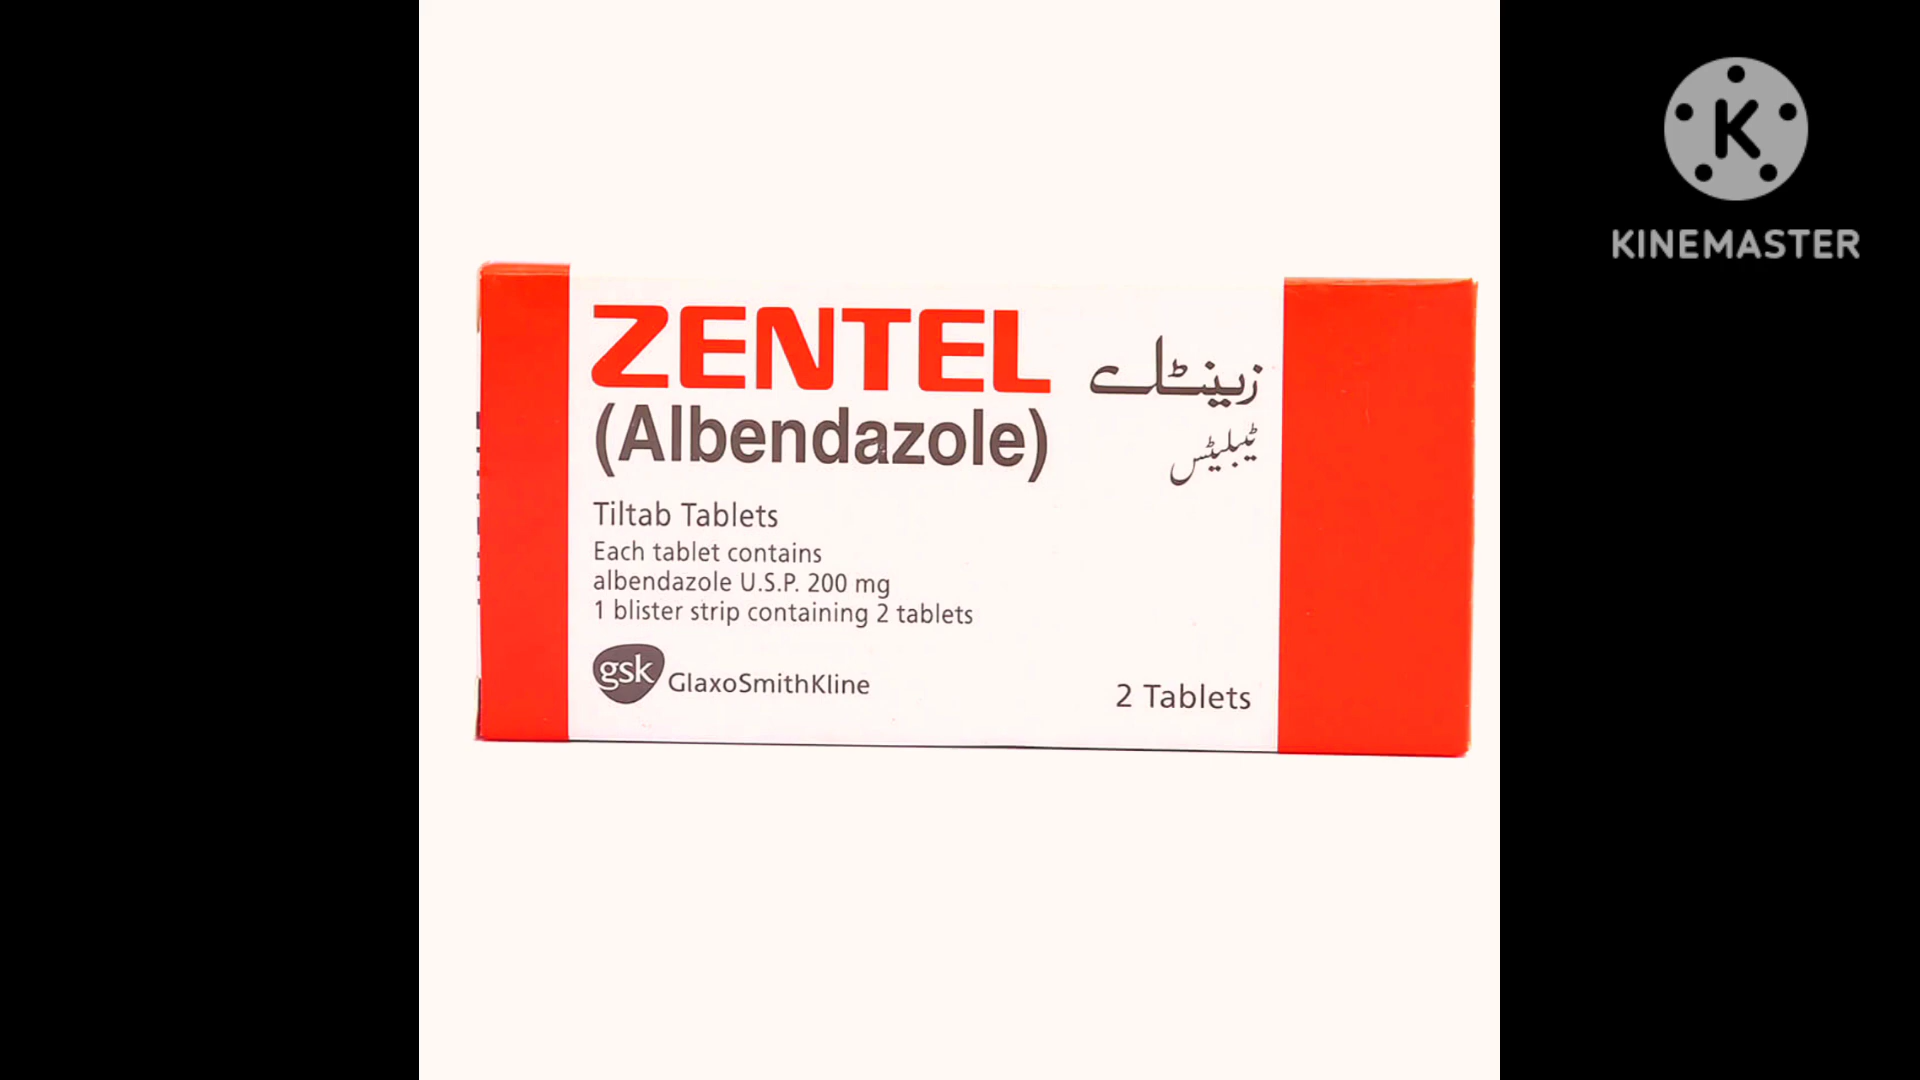 ZENTEL
زینٹل
(Albendazole)
ٹیبلیٹس
Tiltab Tablets
Each tablet contains
albendazole U.S.P. 200 mg
1 blister strip containing 2 tablets
gsk GlaxoSmithKline
2 Tablets
K
KINEMASTER